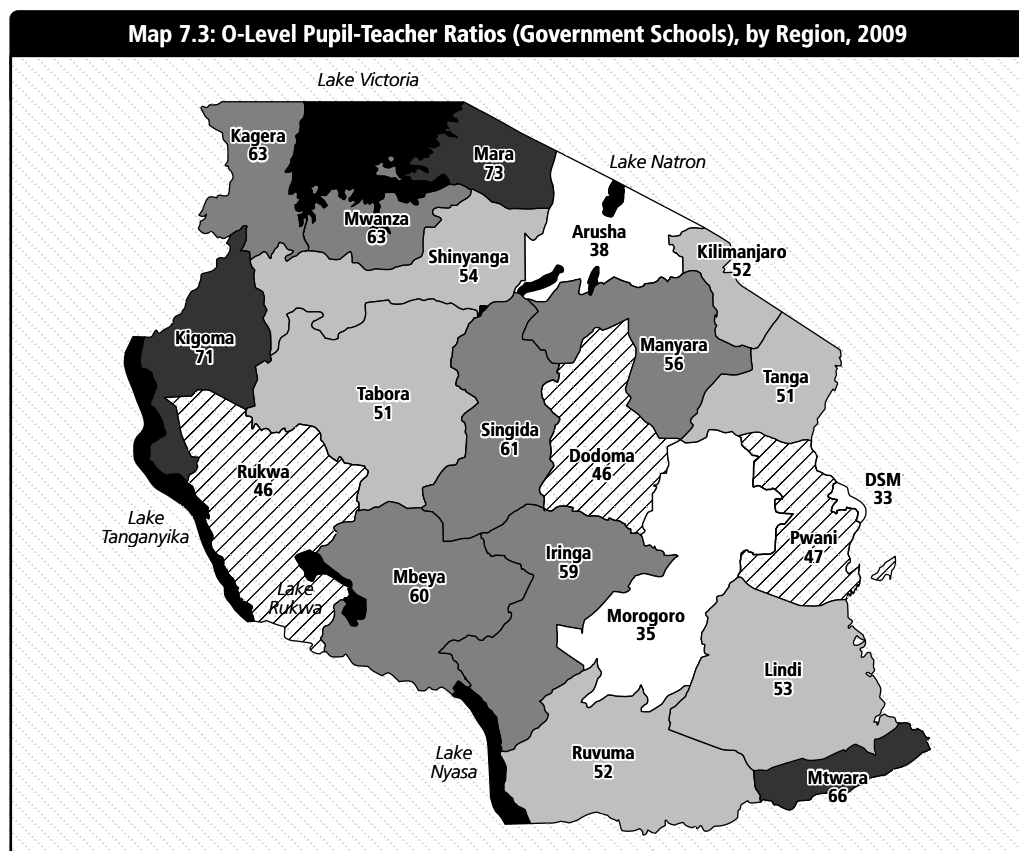 Map 7.3: O-Level Pupil-Teacher Ratios (Government Schools), by Region, 2009
Lake Victoria
Kagera
63
Mara
73
Lake Natron
Mwanza
63
Arusha
38
Shinyanga
54
Kilimanjaro
52
Kigoma
71
Manyara
56
Tanga
51
Tabora
51
Singida
61
Dodoma
46
Rukwa
46
DSM
33
Lake
Tanganyika
Pwani
47
Iringa
59
Mbeya
60
Lake
Rukwa
Morogoro
35
Lindi
53
Lake
Nyasa
Ruvuma
52
Mtwara
66